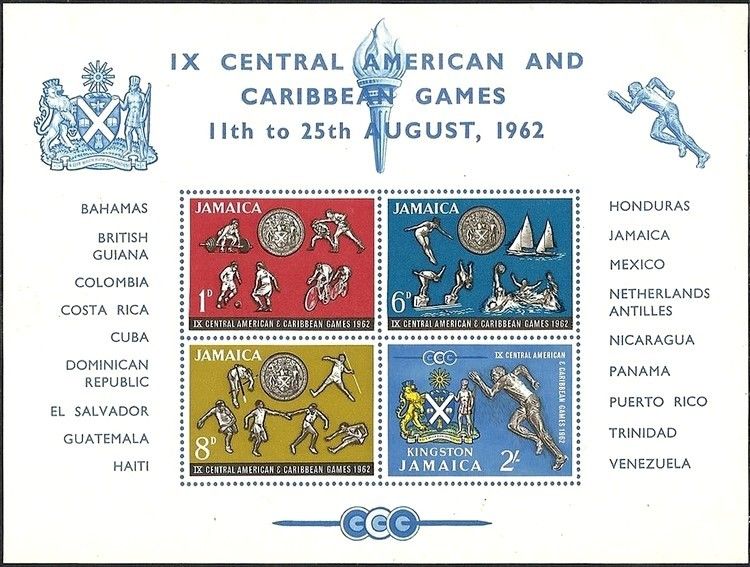 IX CENTRAL AMERICAN AND
CARIBBEAN GAMES
11th to 25th AUGUST, 1962
BAHAMAS
BRITISH
GUIANA
COLOMBIA
COSTA RICA
CUBA
DOMINICAN
REPUBLIC
EL SALVADOR
GUATEMALA
HAITI
JAMAICA
1D
IX CENTRAL AMERICAN & CARIBBEAN GAMES 1962
JAMAICA
6D
IX CENTRAL AMERICAN & CARIBBEAN GAMES 1962
JAMAICA
8D
IX CENTRAL AMERICAN & CARIBBEAN GAMES 1962
CCC
IX CENTRAL AMERICAN
& CARIBBEAN GAMES 1962
KINGSTON
JAMAICA
2/-
HONDURAS
JAMAICA
MEXICO
NETHERLANDS
ANTILLES
NICARAGUA
PANAMA
PUERTO RICO
TRINIDAD
VENEZUELA
CCC